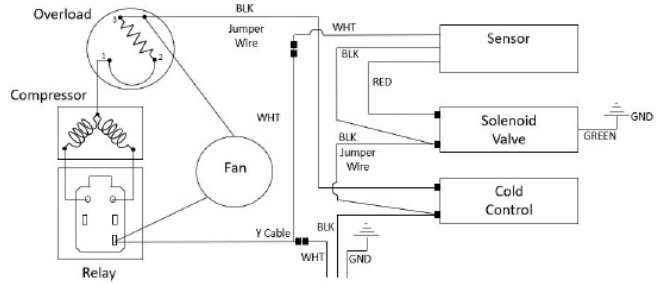 Overload
3
1
2
BLK
Jumper
Wire
WHT
BLK
RED
Sensor
Compressor
WHT
Solenoid
Valve
GND
GREEN
BLK
Jumper
Wire
Fan
Cold
Control
Y Cable
BLK
WHT
GND
Relay